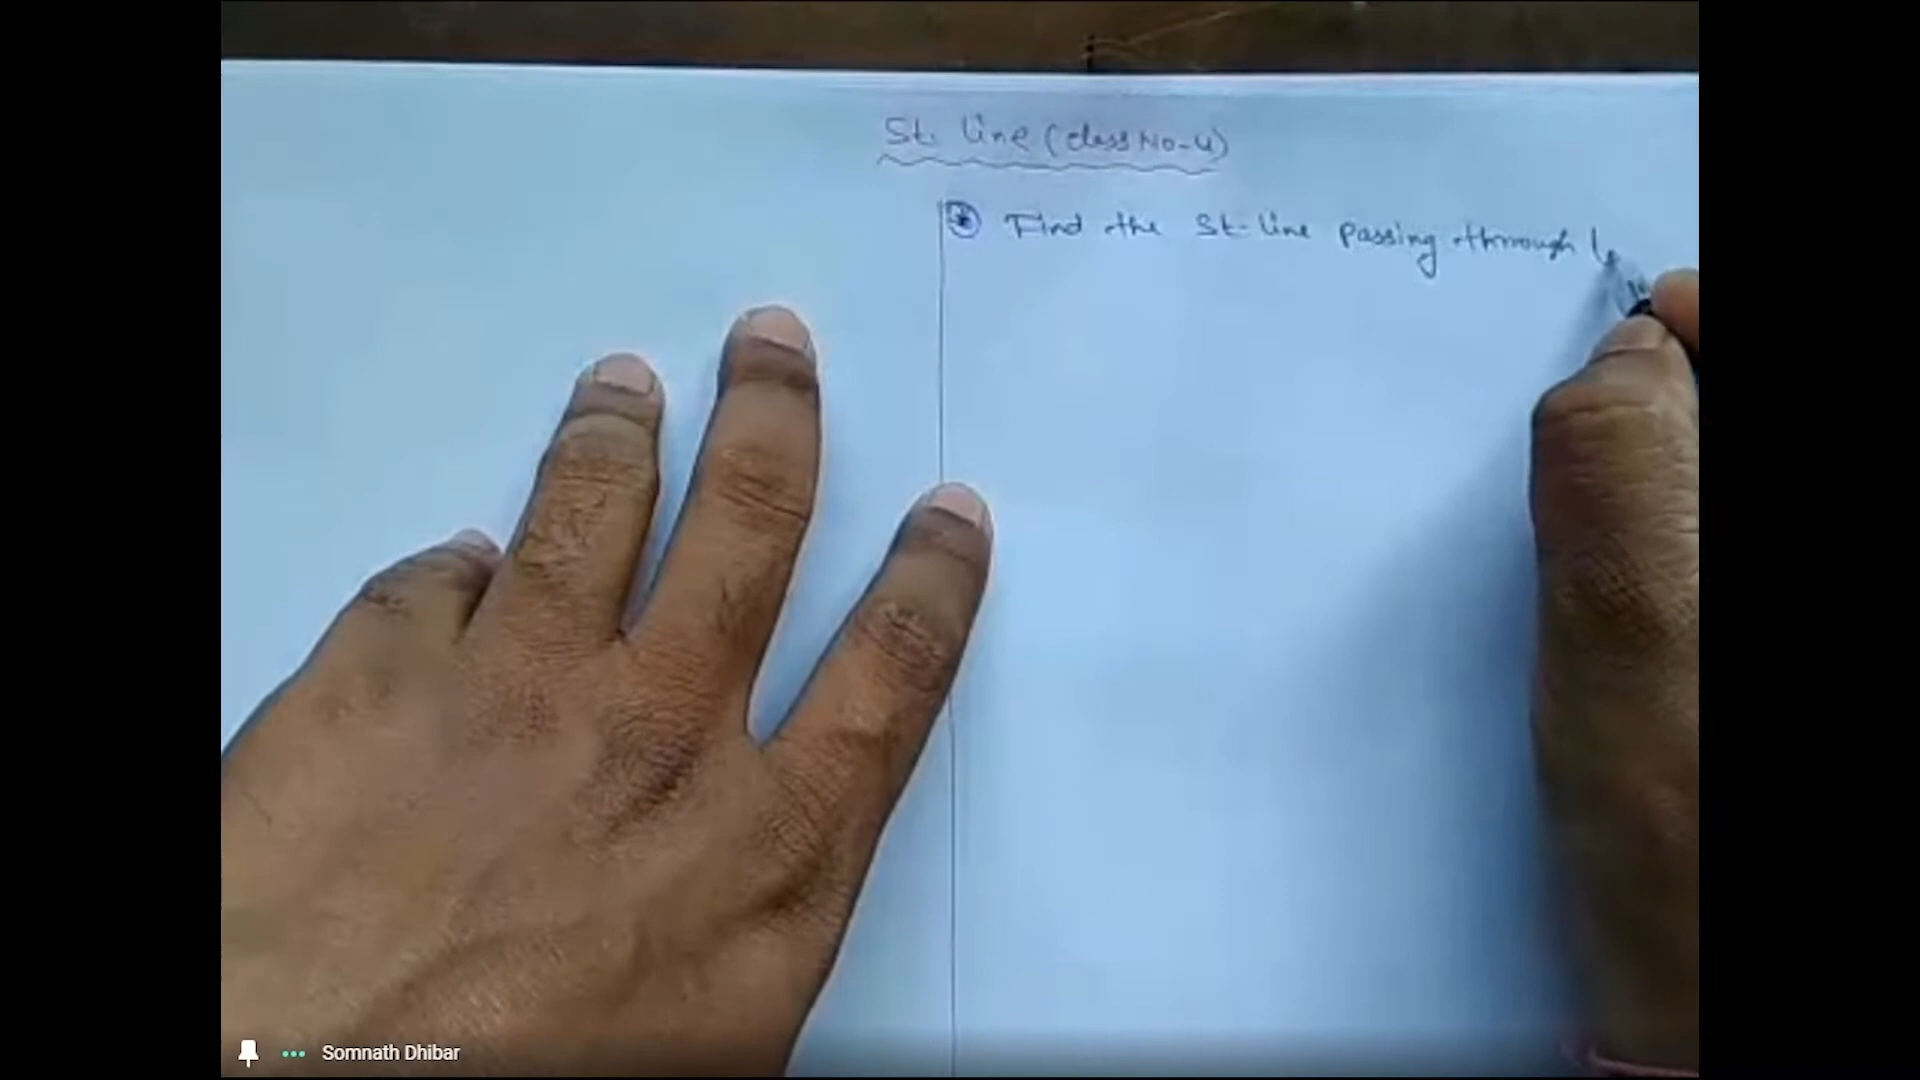 St. line (class No-4)
Find the St. line passing through (
Somnath Dhibar